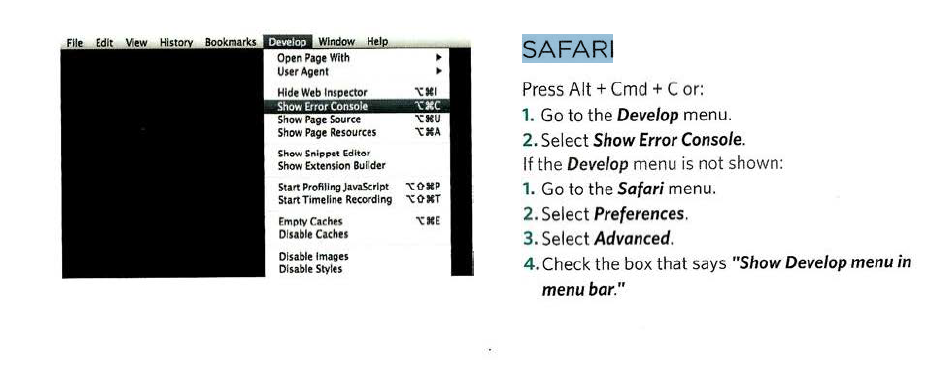 File Edit View History Bookmarks Develop Window Help
Open Page With ▶
User Agent ▶
Hide Web Inspector ⌥⌘I
Show Error Console ⌥⌘C
Show Page Source ⌥⌘U
Show Page Resources ⌥⌘A
Show Snippet Editor
Show Extension Builder
Start Profiling JavaScript ⌥⇧⌘P
Start Timeline Recording ⌥⇧⌘T
Empty Caches ⌥⌘E
Disable Caches
Disable Images
Disable Styles
SAFARI
Press Alt + Cmd + C or:
1. Go to the Develop menu.
2. Select Show Error Console.
If the Develop menu is not shown:
1. Go to the Safari menu.
2. Select Preferences.
3. Select Advanced.
4. Check the box that says "Show Develop menu in
menu bar."